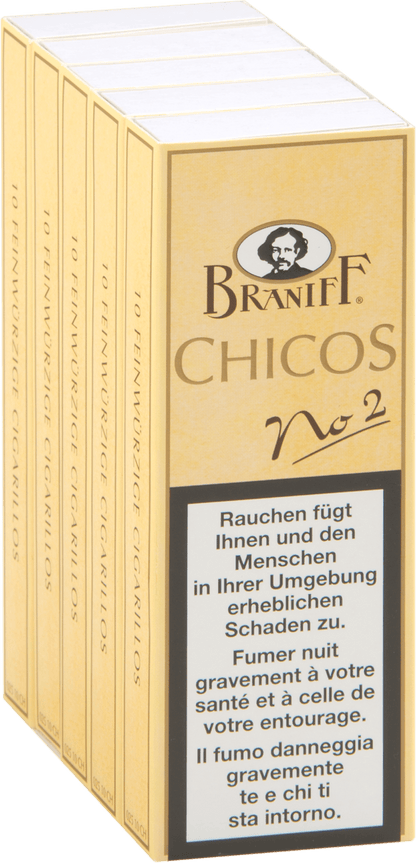 BRANIFF®
CHICOS
No 2
Rauchen fügt
Ihnen und den
Menschen
in Ihrer Umgebung
erheblichen
Schaden zu.
Fumer nuit
gravement à votre
santé et à celle de
votre entourage.
Il fumo danneggia
gravemente
te e chi ti
sta intorno.
10 FEINWÜRZIGE CIGARILLOS
10 FEINWÜRZIGE CIGARILLOS
10 FEINWÜRZIGE CIGARILLOS
10 FEINWÜRZIGE CIGARILLOS
10 FEINWÜRZIGE CIGARILLOS